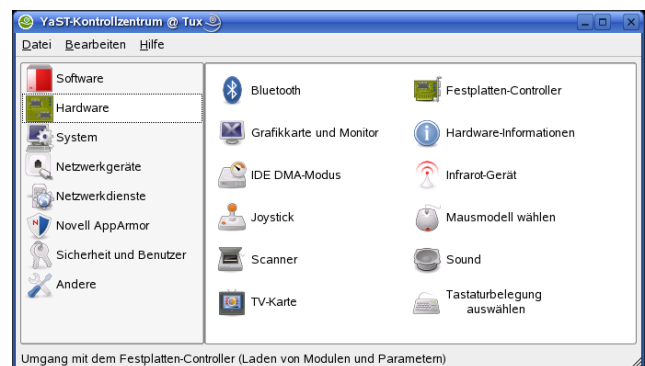 YaST-Kontrollzentrum @ Tux
Datei Bearbeiten Hilfe
Software
Hardware
System
Netzwerkgeräte
Netzwerkdienste
Novell AppArmor
Sicherheit und Benutzer
Andere
Bluetooth
Festplatten-Controller
Grafikkarte und Monitor
Hardware-Informationen
IDE DMA-Modus
Infrarot-Gerät
Joystick
Mausmodell wählen
Scanner
Sound
TV-Karte
Tastaturbelegung
auswählen
Umgang mit dem Festplatten-Controller (Laden von Modulen und Parametern)